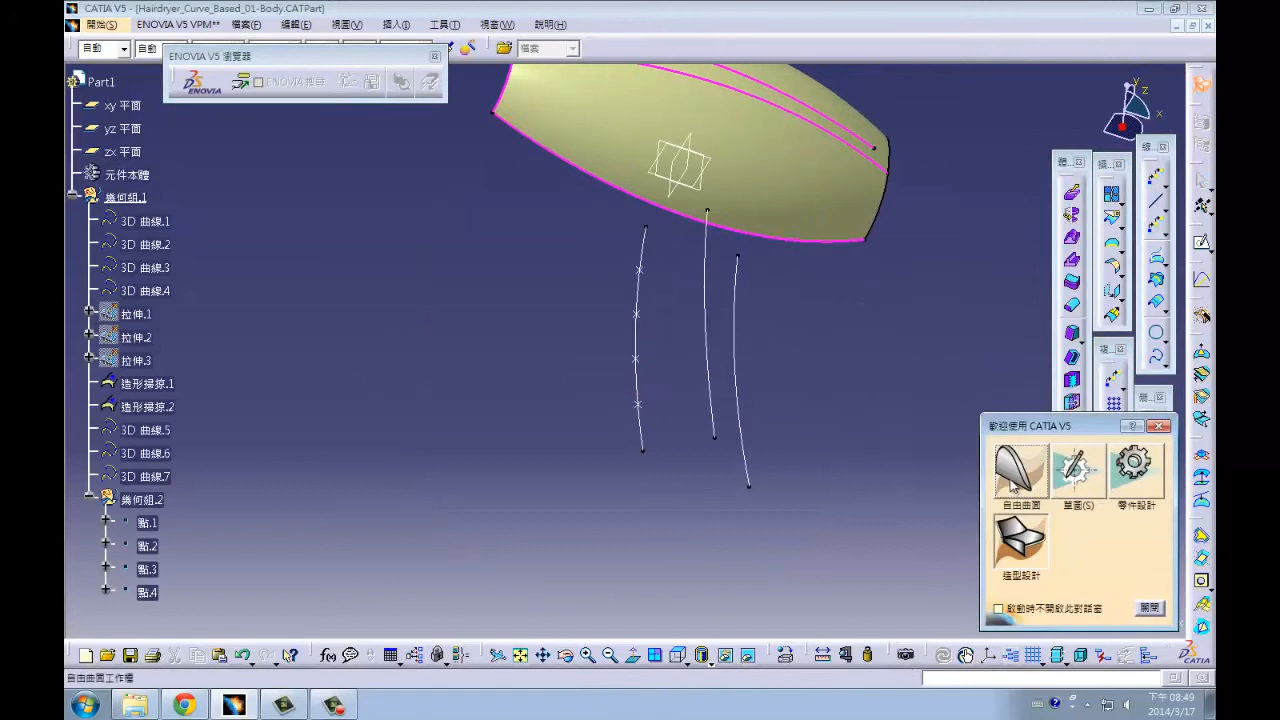 CATIA V5 - [Hairdryer_Curve_Based_01-Body.CATPart]
開始(S)
ENOVIA V5 VPM**
檔案(F)
編輯(E)
視圖(V)
插入(I)
工具(T)
視窗(W)
說明(H)
自動
自動
檔案
ENOVIA V5 瀏覽器
ENOVIA
Part1
xy 平面
yz 平面
zx 平面
元件本體
幾何組.1
3D 曲線.1
3D 曲線.2
3D 曲線.3
3D 曲線.4
拉伸.1
拉伸.2
拉伸.3
造形掃掠.1
造形掃掠.2
3D 曲線.5
3D 曲線.6
3D 曲線.7
幾何組.2
點.1
點.2
點.3
點.4
y
z
x
線
歡迎使用 CATIA V5
自由曲面
草圖(S)
零件設計
造型設計
啟動時不開啟此對話窗
關閉
f(x)
CATIA
自由曲面工作檯
下午 08:49
2014/3/17